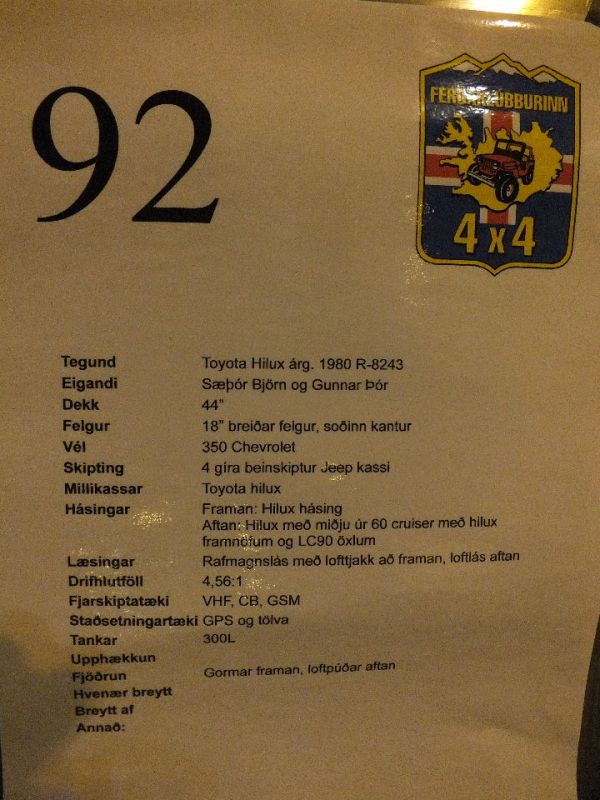 92
FERÐAKLÚBBURINN
4x4
Tegund Toyota Hilux árg. 1980 R-8243
Eigandi Sæþór Björn og Gunnar Þór
Dekk 44"
Felgur 18" breiðar felgur, soðinn kantur
Vél 350 Chevrolet
Skipting 4 gíra beinskiptur Jeep kassi
Millikassar Toyota hilux
Hásingar Framan: Hilux hásing
Aftan: Hilux með miðju úr 60 cruiser með hilux
framnöfum og LC90 öxlum
Læsingar Rafmagnslás með lofttjakk að framan, loftlás aftan
Drifhlutföll 4,56:1
Fjarskiptatæki VHF, CB, GSM
Staðsetningartæki GPS og tölva
Tankar 300L
Upphækkun
Fjöðrun Gormar framan, loftpúðar aftan
Hvenær breytt
Breytt af
Annað: